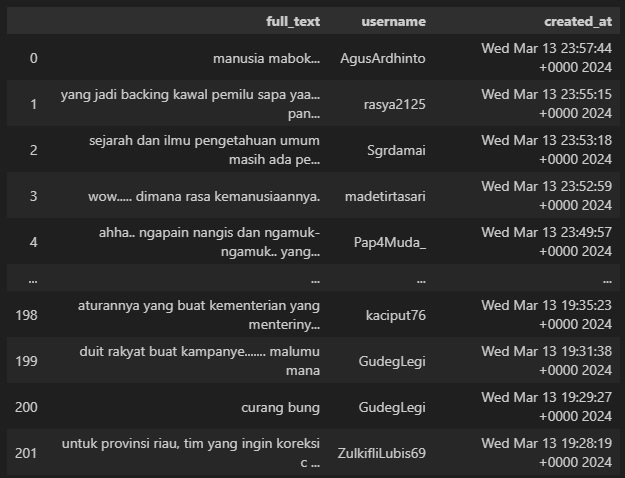 full_text username created_at
0 manusia mabok... AgusArdhinto Wed Mar 13 23:57:44
+0000 2024
1 yang jadi backing kawal pemilu sapa yaa...
pan... rasya2125 Wed Mar 13 23:55:15
+0000 2024
2 sejarah dan ilmu pengetahuan umum
masih ada pe... Sgrdamai Wed Mar 13 23:53:18
+0000 2024
3 wow..... dimana rasa kemanusiaannya. madetirtasari Wed Mar 13 23:52:59
+0000 2024
4 ahha.. ngapain nangis dan ngamuk-
ngamuk.. yang... Pap4Muda_ Wed Mar 13 23:49:57
+0000 2024
... ... ... ...
198 aturannya yang buat kementerian yang
menteriny... kaciput76 Wed Mar 13 19:35:23
+0000 2024
199 duit rakyat buat kampanye....... malumu
mana GudegLegi Wed Mar 13 19:31:38
+0000 2024
200 curang bung GudegLegi Wed Mar 13 19:29:27
+0000 2024
201 untuk provinsi riau, tim yang ingin koreksi
c ... ZulkifliLubis69 Wed Mar 13 19:28:19
+0000 2024